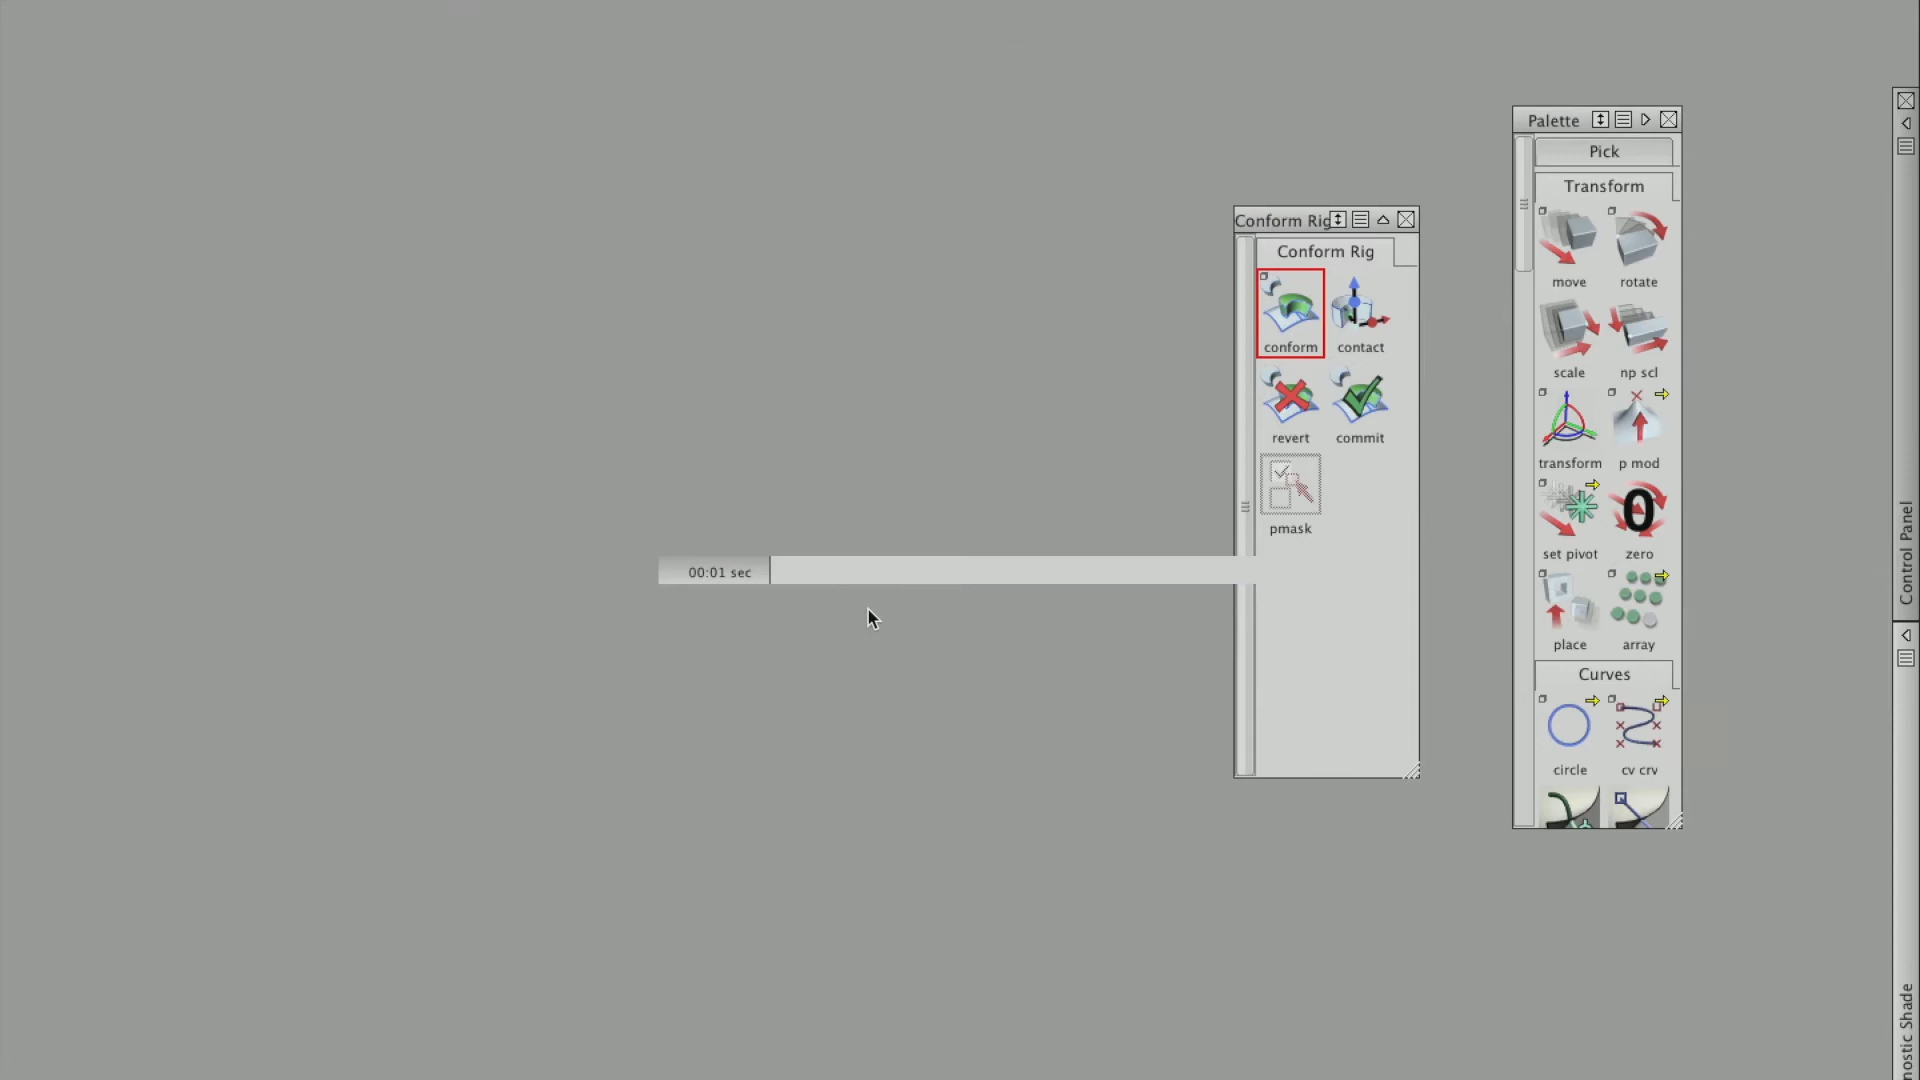 Palette
Pick
Transform
move rotate
scale np scl
transform p mod
set pivot zero
place array
Curves
circle cv crv
Conform Rig
Conform Rig
conform contact
revert commit
pmask
00:01 sec
Control Panel
nostic Shade